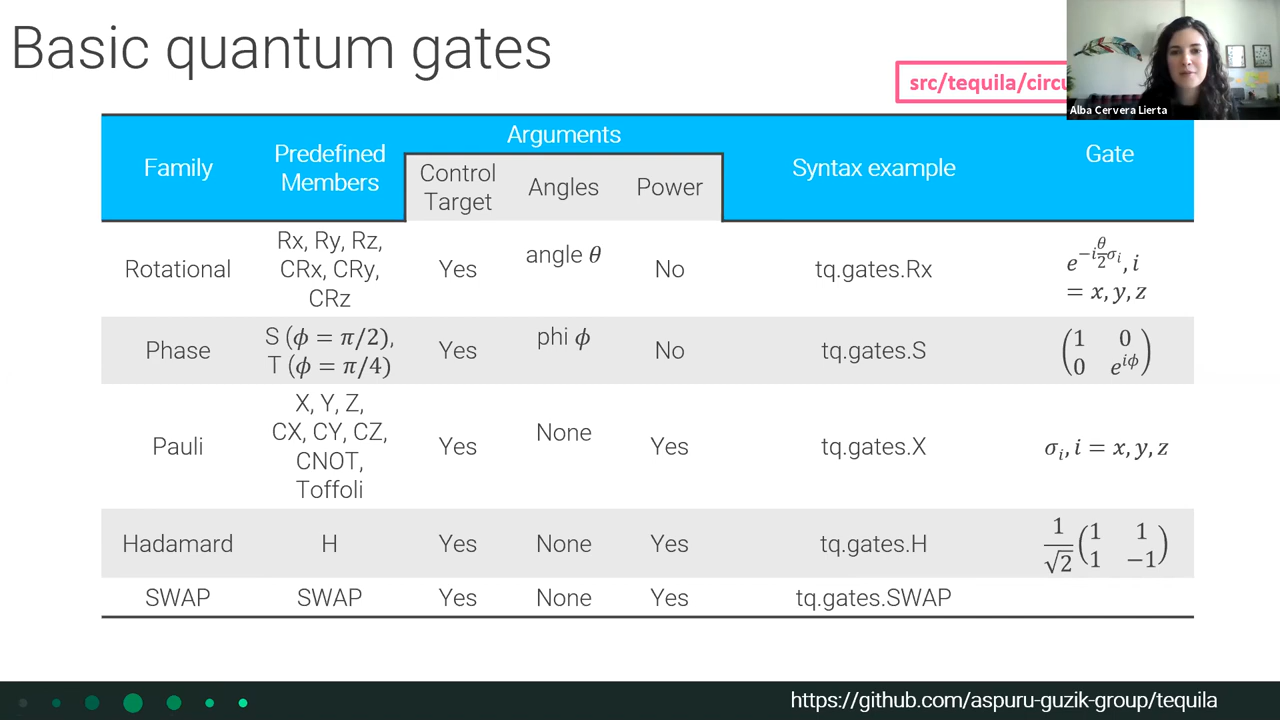 Basic quantum gates
src/tequila/circu
Alba Cervera Lierta
Family
Predefined
Members
Arguments
Control
Target
Angles
Power
Syntax example
Gate
Rotational
Rx, Ry, Rz,
CRx, CRy,
CRz
Yes
angle θ
No
tq.gates.Rx
e^{-i\frac{θ}{2}σ_i}, i
= x, y, z
Phase
S (ϕ = π/2),
T (ϕ = π/4)
Yes
phi ϕ
No
tq.gates.S
(1 0
0 e^{iϕ})
Pauli
X, Y, Z,
CX, CY, CZ,
CNOT,
Toffoli
Yes
None
Yes
tq.gates.X
σ_i, i = x, y, z
Hadamard
H
Yes
None
Yes
tq.gates.H
1/√2 (1 1
1 −1)
SWAP
SWAP
Yes
None
Yes
tq.gates.SWAP
https://github.com/aspuru-guzik-group/tequila